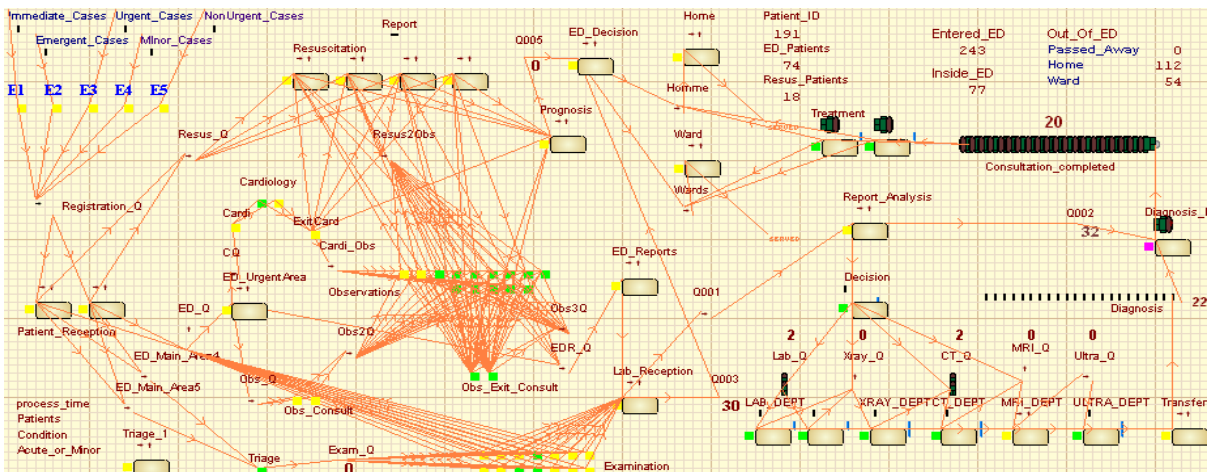 Immediate_Cases
Urgent_Cases
NonUrgent_Cases
Emergent_Cases
MInor_Cases
E1
E2
E3
E4
E5
Report
Resuscitation
Q005
0
ED_Decision
Home
Patient_ID
191
ED_Patients
74
Resus_Patients
18
Entered_ED
243
Inside_ED
77
Out_Of_ED
Passed_Away 0
Home 112
Ward 54
Resus_Q
Resus2Obs
Prognosis
Homme
Ward
Wards
SERVED
Treatment
20
Consultation_completed
Registration_Q
Cardiology
Cardi
ExitCard
Cardi_Obs
CQ
ED_UrgentArea
Observations
ED_Reports
Report_Analysis
Q002
32
SERVED
Decision
Diagnosis
22
Patient_Reception
ED_Q
ED_Main_Area4
ED_Main_Area5
Obs_Q
Obs2Q
Obs3Q
EDR_Q
Q001
Obs_Exit_Consult
Obs_Consult
Lab_Reception
Q003
30
2
Lab_Q
0
Xray_Q
2
CT_Q
0
MRI_Q
0
Ultra_Q
LAB_DEPT
XRAY_DEPT
CT_DEPT
MRI_DEPT
ULTRA_DEPT
Transfer
process_time
Patients
Condition
Acute_or_Minor
Triage_1
Triage
Exam_Q
0
Examination